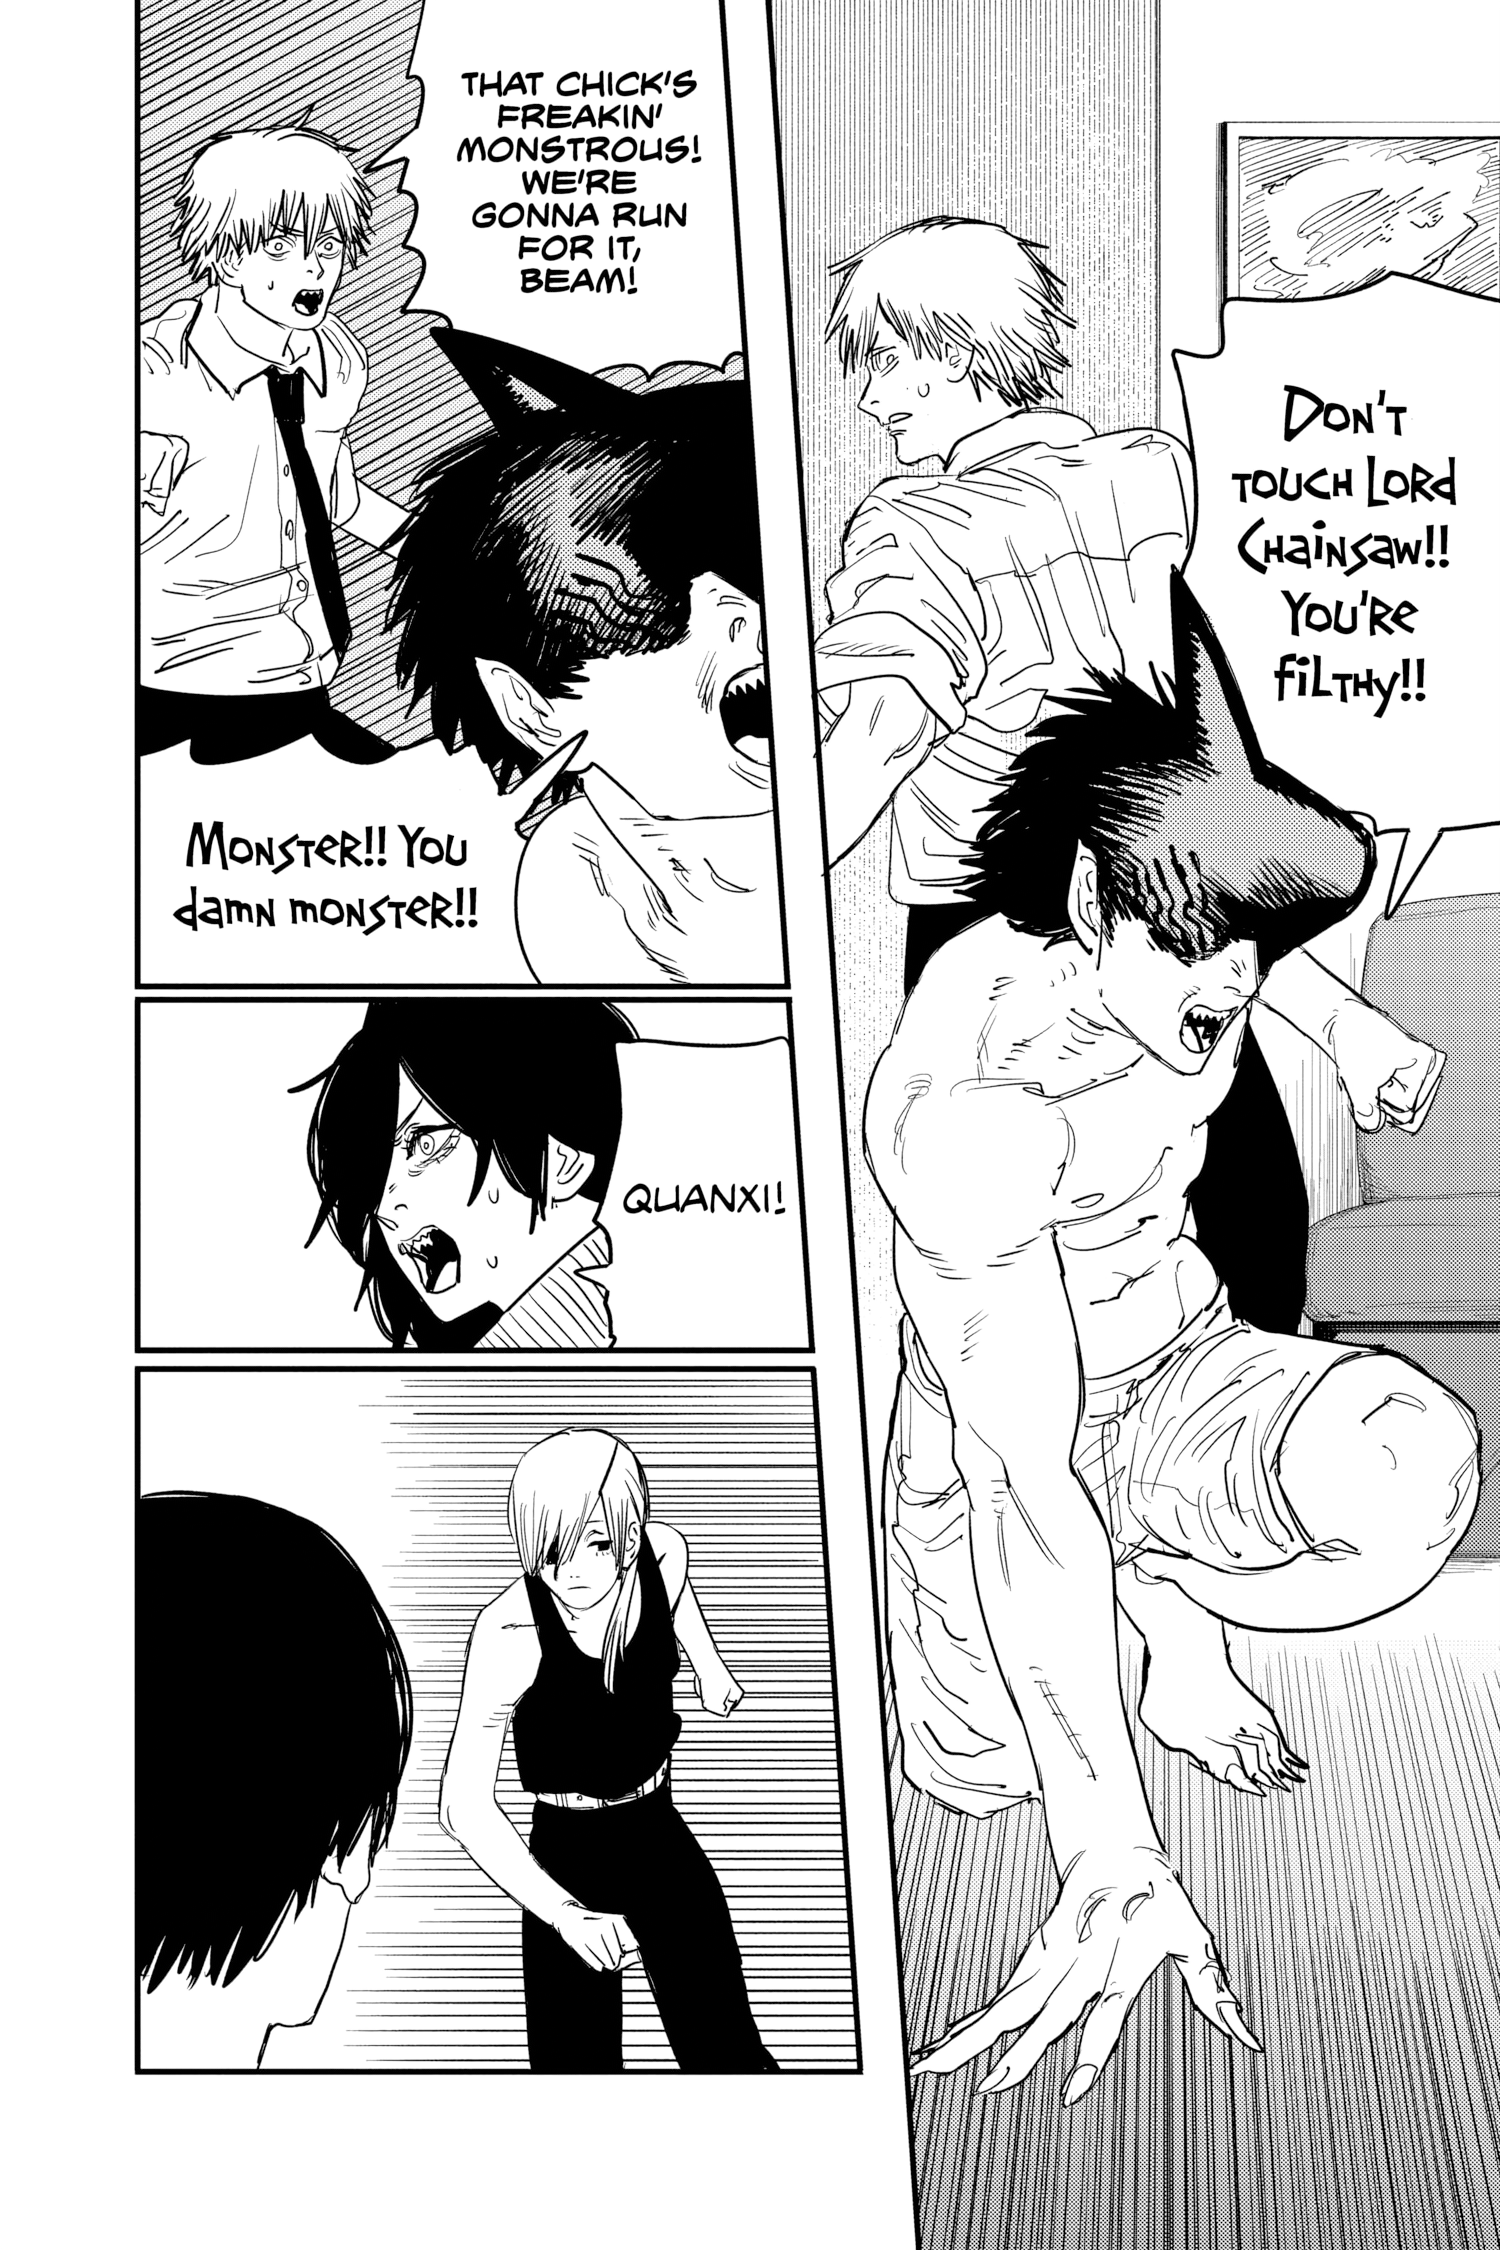 DON'T
TOUCH LORD
CHAINSAW!!
YOU'RE
FILTHY!!
THAT CHICK'S
FREAKIN'
MONSTROUS!
WE'RE
GONNA RUN
FOR IT,
BEAM!
MONSTER!! YOU
DAMN MONSTER!!
QUANXI!